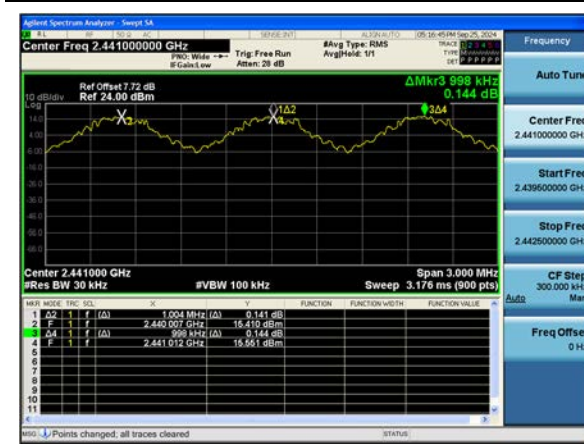 Agilent Spectrum Analyzer - Swept SA
RL RF 50 Ω AC SENSE:INT ALIGN AUTO 05:16:45 PM Sep 25, 2024
Center Freq 2.441000000 GHz
PNO: Wide
IFGain:Low
Trig: Free Run
Atten: 28 dB
#Avg Type: RMS
Avg|Hold: 1/1
TRACE 1 2 3 4 5 6
TYPE
DET P P P P P P
Frequency
ΔMkr3 998 kHz
0.144 dB
Ref Offset 7.72 dB
10 dB/div Ref 24.00 dBm
Log
14.0
-6.00
-16.0
-36.0
-46.0
-56.0
-66.0
1Δ2
3Δ4
Center 2.441000 GHz
Span 3.000 MHz
#Res BW 30 kHz
#VBW 100 kHz
Sweep 3.176 ms (900 pts)
MKR MODE TRC SCL X Y FUNCTION FUNCTION WIDTH FUNCTION VALUE
1 Δ2 1 f (Δ) 1.004 MHz (Δ) 0.141 dB
2 F 1 f 2.440 007 GHz 15.410 dBm
3 Δ4 1 f (Δ) 998 kHz (Δ) 0.144 dB
4 F 1 f 2.441 012 GHz 15.551 dBm
5
6
7
8
9
10
11
MSG Points changed; all traces cleared
STATUS
Auto Tune
Center Freq
2.441000000 GHz
Start Freq
2.439500000 GHz
Stop Freq
2.442500000 GHz
CF Step
300.000 kHz
Auto Man
Freq Offset
0 Hz